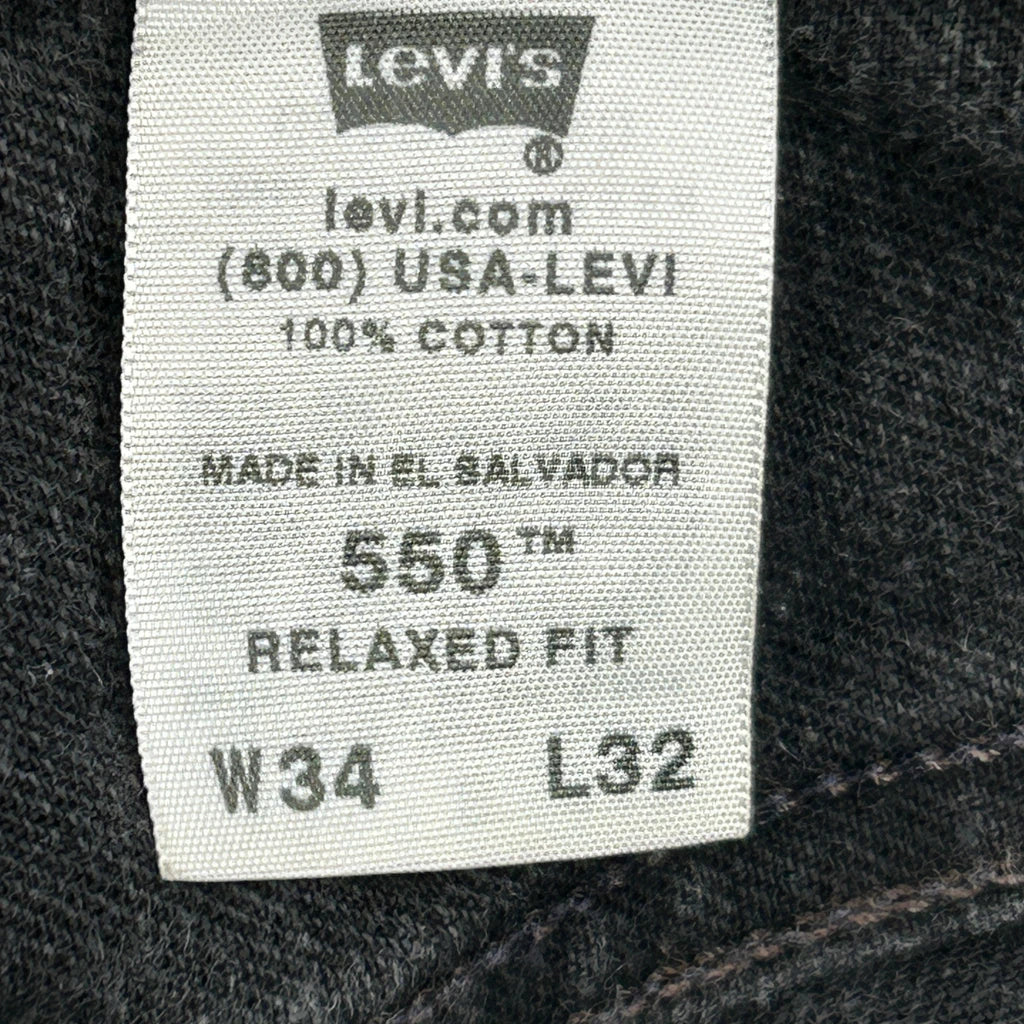 Levi's
®
levi.com
(800) USA-LEVI
100% COTTON
MADE IN EL SALVADOR
550™
RELAXED FIT
W34 L32